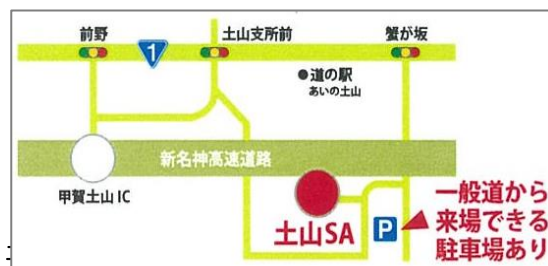 前野
1
土山支所前
蟹が坂
●道の駅
あいの土山
新名神高速道路
甲賀土山IC
土山SA
P
一般道から
来場できる
駐車場あり